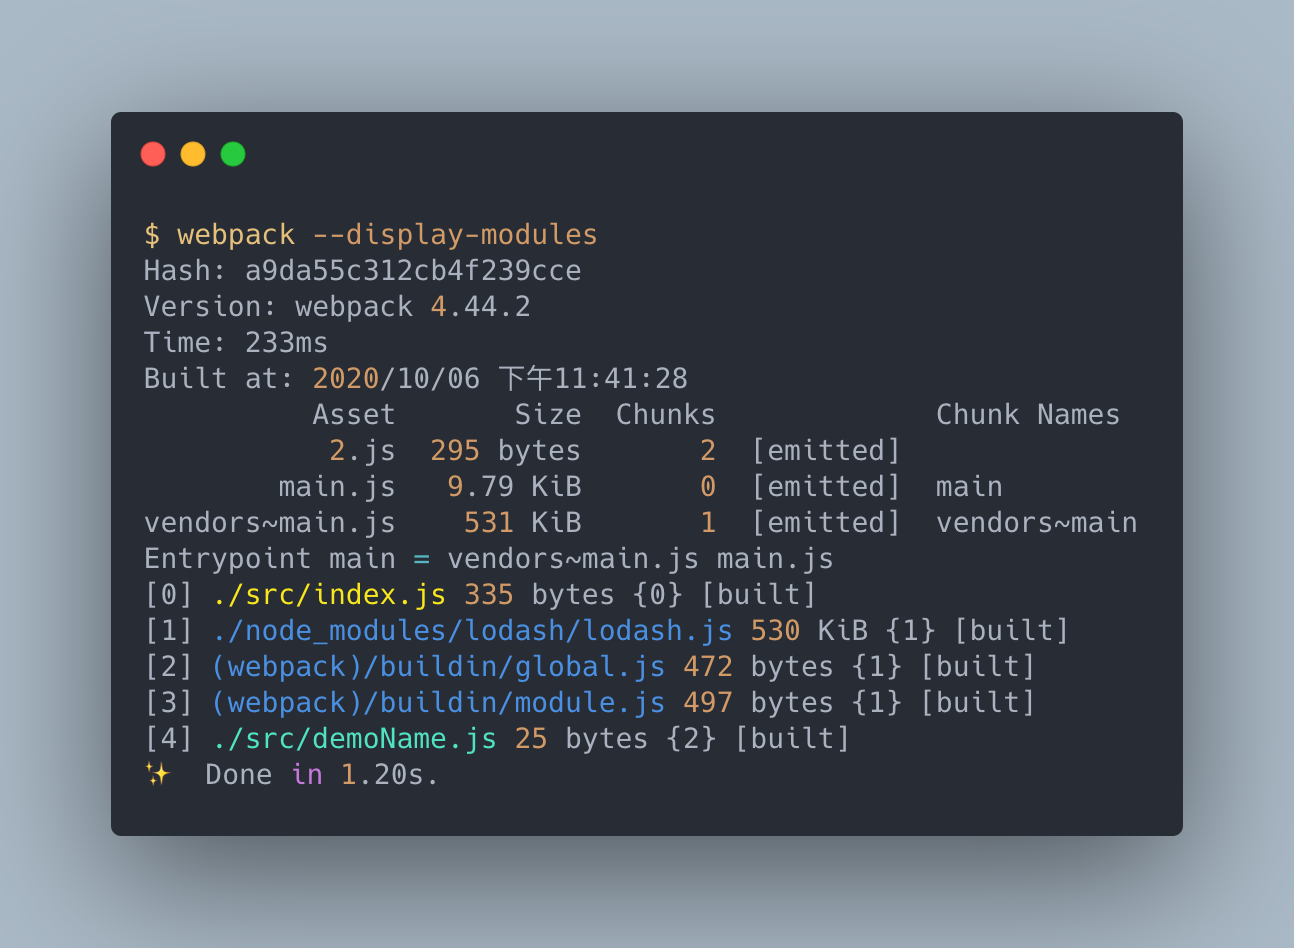 $ webpack --display-modules
Hash: a9da55c312cb4f239cce
Version: webpack 4.44.2
Time: 233ms
Built at: 2020/10/06 下午11:41:28
Asset Size Chunks Chunk Names
2.js 295 bytes 2 [emitted]
main.js 9.79 KiB 0 [emitted] main
vendors~main.js 531 KiB 1 [emitted] vendors~main
Entrypoint main = vendors~main.js main.js
[0] ./src/index.js 335 bytes {0} [built]
[1] ./node_modules/lodash/lodash.js 530 KiB {1} [built]
[2] (webpack)/buildin/global.js 472 bytes {1} [built]
[3] (webpack)/buildin/module.js 497 bytes {1} [built]
[4] ./src/demoName.js 25 bytes {2} [built]
✨ Done in 1.20s.